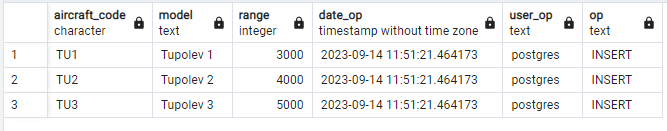 aircraft_code model range date_op user_op op
character text integer timestamp without time zone text text
1 TU1 Tupolev 1 3000 2023-09-14 11:51:21.464173 postgres INSERT
2 TU2 Tupolev 2 4000 2023-09-14 11:51:21.464173 postgres INSERT
3 TU3 Tupolev 3 5000 2023-09-14 11:51:21.464173 postgres INSERT